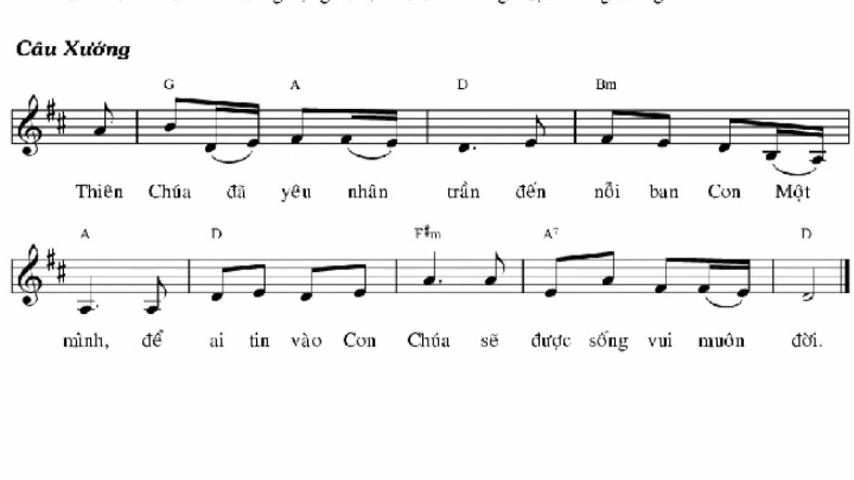 Câu Xướng
G A D Bm
Thiên Chúa đã yêu nhân trần đến nỗi ban Con Một
A D F#m A7 D
mình, để ai tin vào Con Chúa sẽ được sống vui muôn đời.